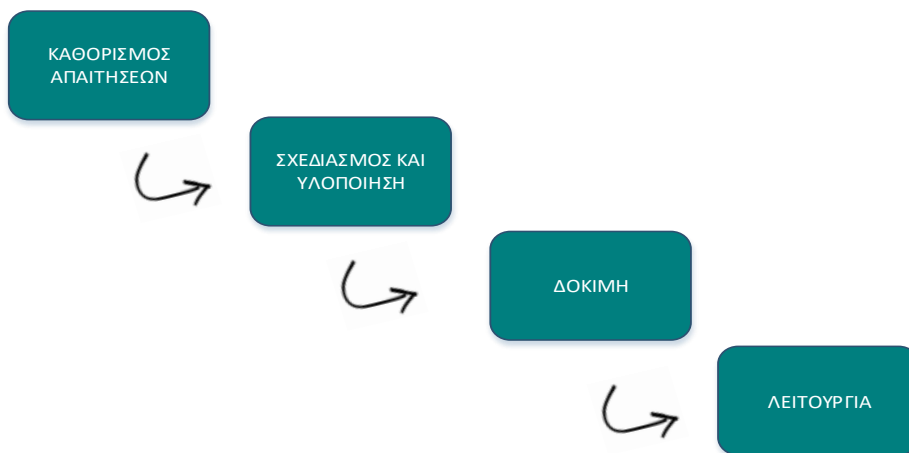 ΚΑΘΟΡΙΣΜΟΣ
ΑΠΑΙΤΗΣΕΩΝ
ΣΧΕΔΙΑΣΜΟΣ ΚΑΙ
ΥΛΟΠΟΙΗΣΗ
ΔΟΚΙΜΗ
ΛΕΙΤΟΥΡΓΙΑ